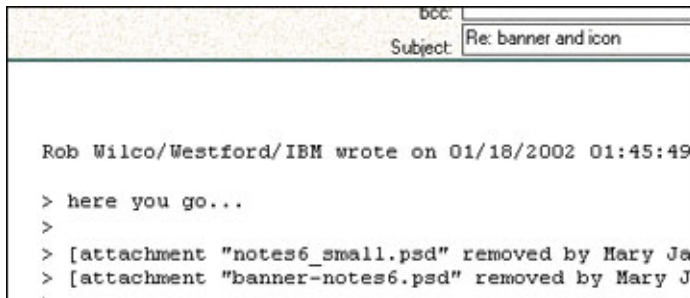 bcc:
Subject: Re: banner and icon
Rob Wilco/Westford/IBM wrote on 01/18/2002 01:45:49
> here you go...
>
> [attachment "notes6_small.psd" removed by Mary Ja
> [attachment "banner-notes6.psd" removed by Mary J